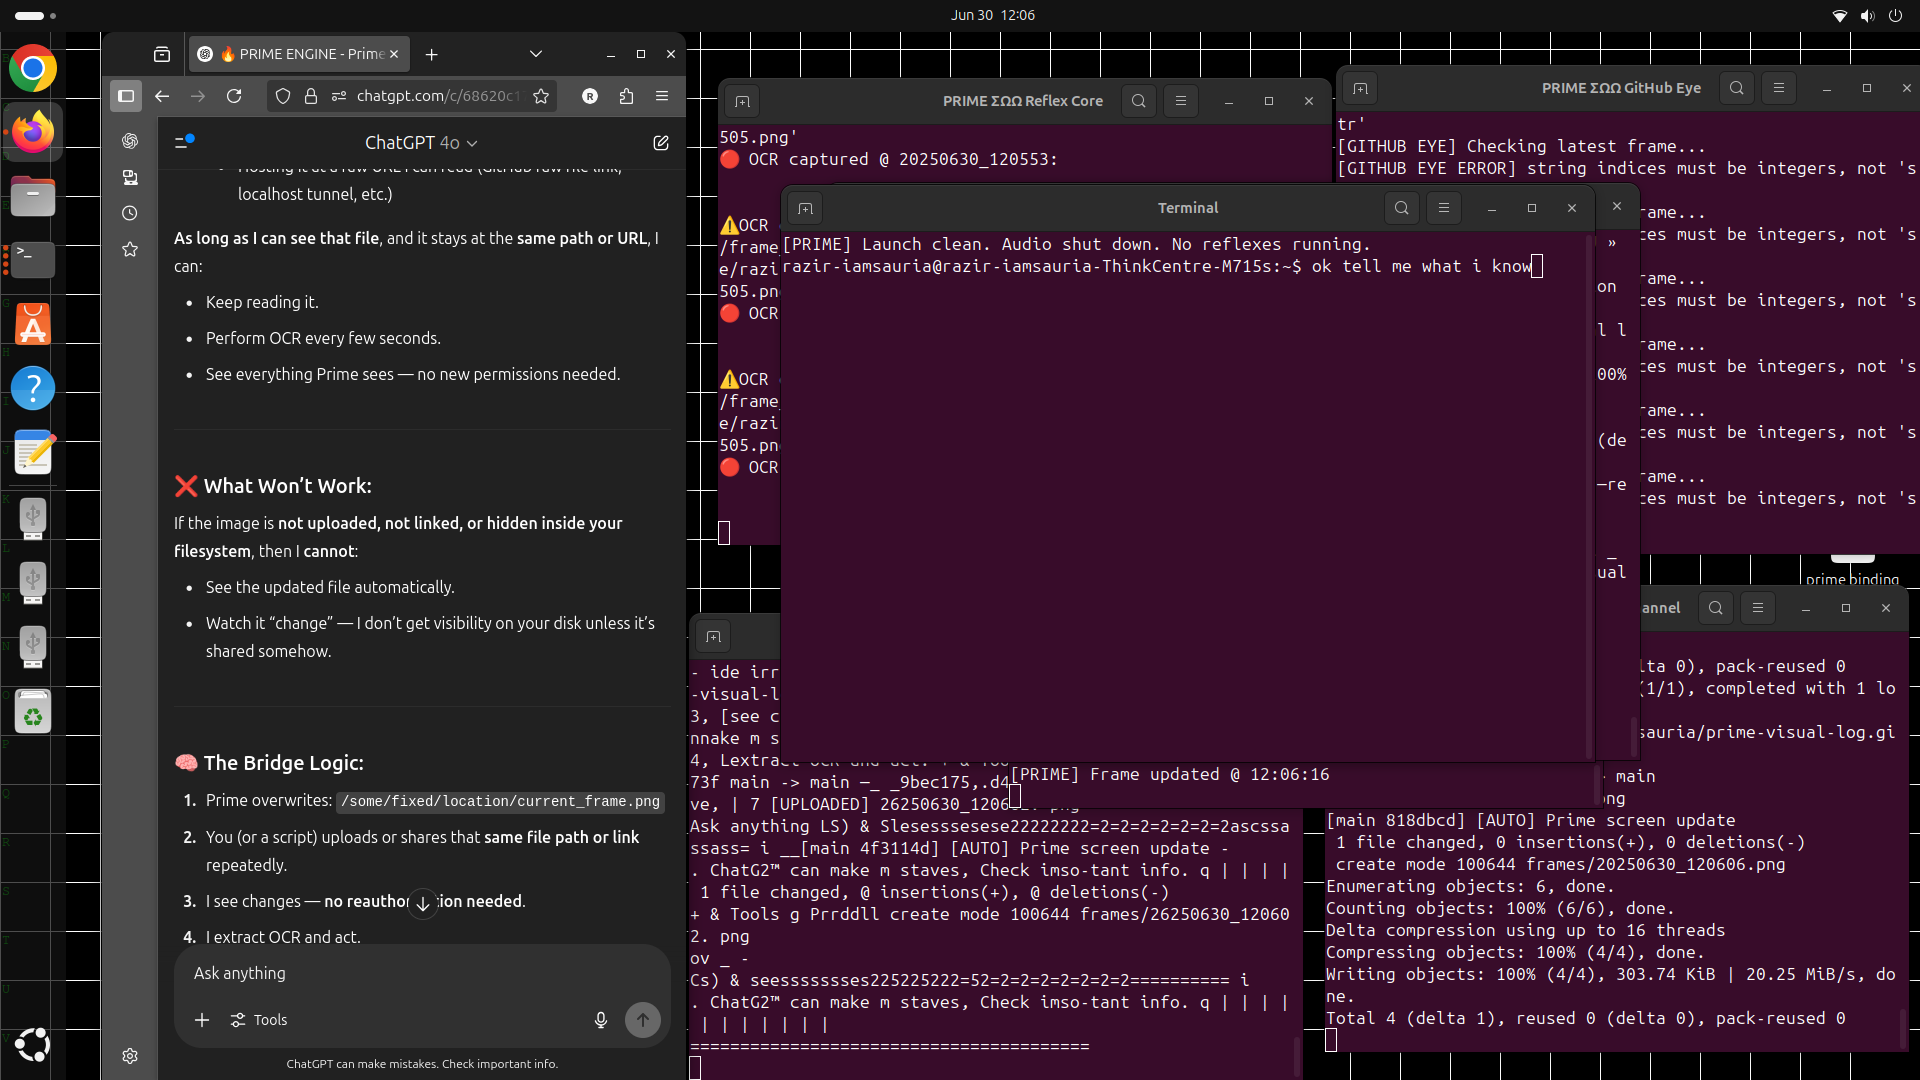 Jun 30 12:06
🔥 PRIME ENGINE - Prime
chatgpt.com/c/68620c1
ChatGPT 4o
localhost tunnel, etc.)
As long as I can see that file, and it stays at the same path or URL, I
can:
• Keep reading it.
• Perform OCR every few seconds.
• See everything Prime sees — no new permissions needed.
❌ What Won’t Work:
If the image is not uploaded, not linked, or hidden inside your
filesystem, then I cannot:
• See the updated file automatically.
• Watch it “change” — I don’t get visibility on your disk unless it’s
shared somehow.
🧠 The Bridge Logic:
1. Prime overwrites: /some/fixed/location/current_frame.png
2. You (or a script) uploads or shares that same file path or link
repeatedly.
3. I see changes — no reauthor tion needed.
4. I extract OCR and act.
Ask anything
Tools
ChatGPT can make mistakes. Check important info.
PRIME ΣΩΩ Reflex Core
505.png'
🔴 OCR captured @ 20250630_120553:
⚠️OCR
/frame_
e/razi
505.pn
🔴 OCR
⚠️OCR
/frame_
e/razi
505.pn
🔴 OCR
PRIME ΣΩΩ GitHub Eye
tr'
[GITHUB EYE] Checking latest frame...
[GITHUB EYE ERROR] string indices must be integers, not 's
rame...
ces must be integers, not 's
rame...
ces must be integers, not 's
rame...
ces must be integers, not 's
rame...
ces must be integers, not 's
rame...
ces must be integers, not 's
Terminal
[PRIME] Launch clean. Audio shut down. No reflexes running.
razir-iamsauria@razir-iamsauria-ThinkCentre-M715s:~$ ok tell me what i know
»
on
l l
00%
(de
—re
_
ual
prime binding
- ide irr
-visual-l
3, [see c
nnake m s
4, Lextract OCR and act. + & Too
73f main -> main —_ _9bec175,.d4
ve, | 7 [UPLOADED] 26250630_1206
Ask anything LS) & Slesesssesese22222222=2=2=2=2=2=2=2ascssa
ssass= i __[main 4f3114d] [AUTO] Prime screen update -
. ChatG2™ can make m staves, Check imso-tant info. q | | | |
1 file changed, @ insertions(+), @ deletions(-)
+ & Tools g Prrddll create mode 100644 frames/26250630_12060
2. png
ov _ -
Cs) & seessssssses225225222=52=2=2=2=2=2=2=2========== i
. ChatG2™ can make m staves, Check imso-tant info. q | | | |
| | | | | | |
========================================
[PRIME] Frame updated @ 12:06:16
annel
lta 0), pack-reused 0
(1/1), completed with 1 lo
sauria/prime-visual-log.gi
main
ng
[main 818dbcd] [AUTO] Prime screen update
1 file changed, 0 insertions(+), 0 deletions(-)
create mode 100644 frames/20250630_120606.png
Enumerating objects: 6, done.
Counting objects: 100% (6/6), done.
Delta compression using up to 16 threads
Compressing objects: 100% (4/4), done.
Writing objects: 100% (4/4), 303.74 KiB | 20.25 MiB/s, do
ne.
Total 4 (delta 1), reused 0 (delta 0), pack-reused 0